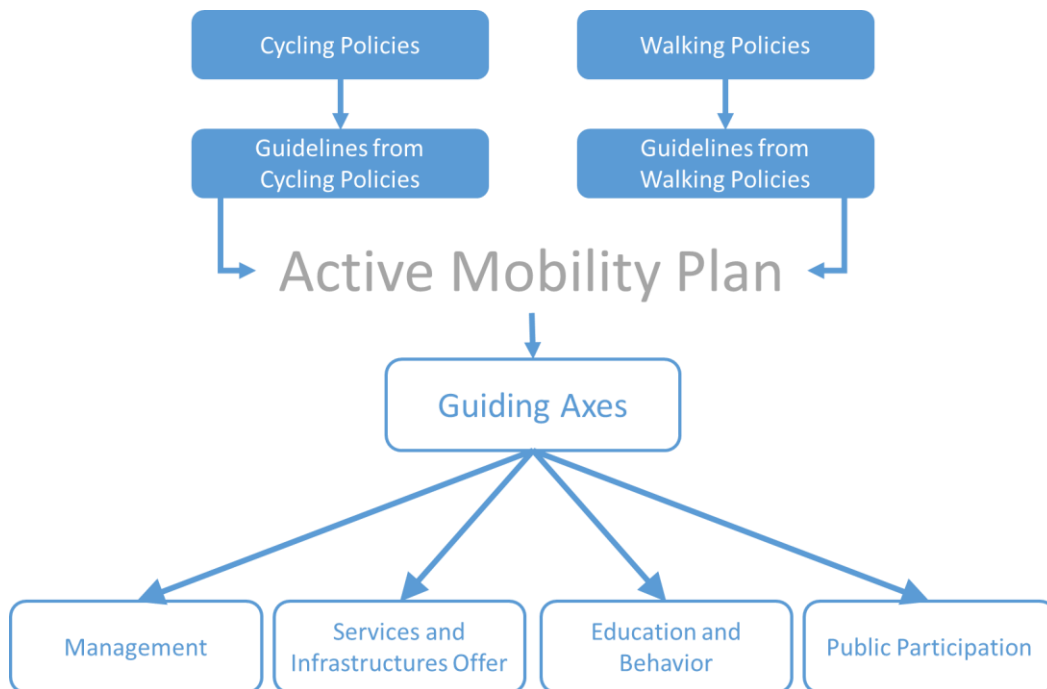 Cycling Policies
Walking Policies
Guidelines from
Cycling Policies
Guidelines from
Walking Policies
Active Mobility Plan
Guiding Axes
Management
Services and
Infrastructures Offer
Education and
Behavior
Public Participation